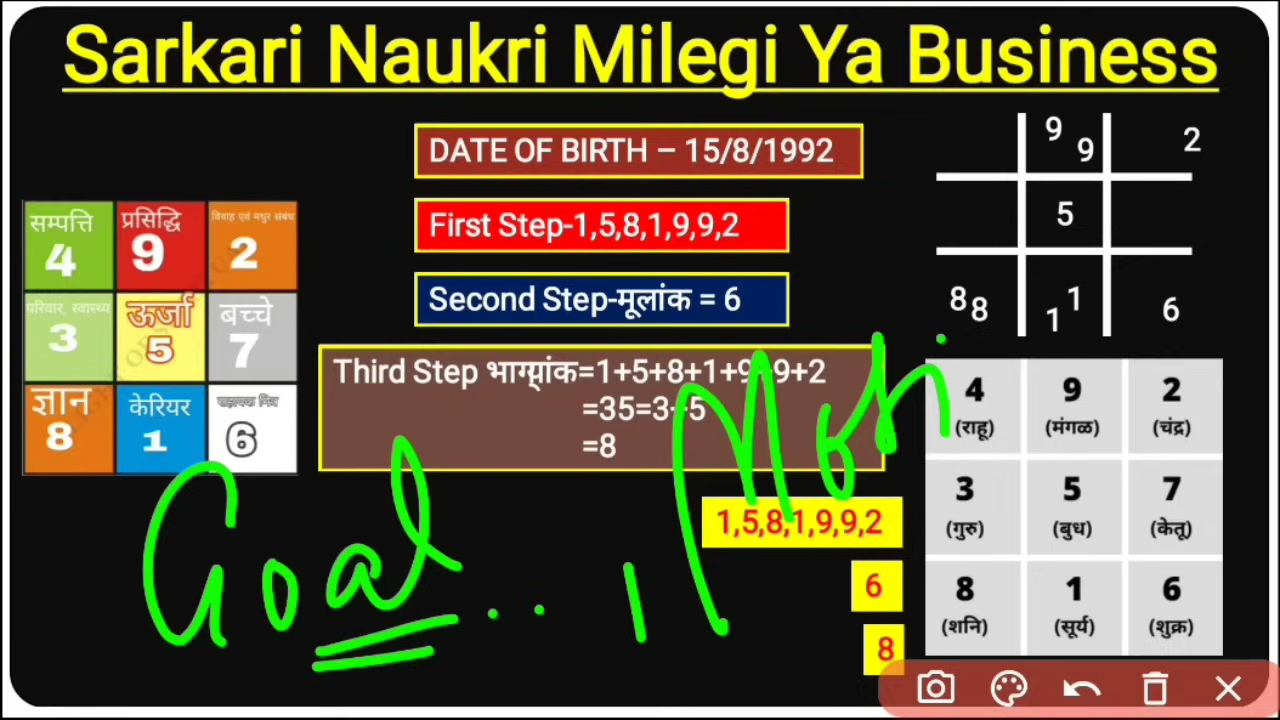 Sarkari Naukri Milegi Ya Business
DATE OF BIRTH – 15/8/1992
First Step-1,5,8,1,9,9,2
Second Step-मूलांक = 6
Third Step भाग्यांक=1+5+8+1+9+9+2
=35=3+5
=8
1,5,8,1,9,9,2
6
8
सम्पत्ति प्रसिद्धि विवाह एवं मधुर संबंध
4 9 2
परिवार, स्वास्थ्य ऊर्जा बच्चे
3 5 7
ज्ञान केरियर सहायक मित्र
8 1 6
9 9 2
5
8 8 1 1 6
4 9 2
(राहू) (मंगळ) (चंद्र)
3 5 7
(गुरु) (बुध) (केतू)
8 1 6
(शनि) (सूर्य) (शुक्र)
Goal.. ,